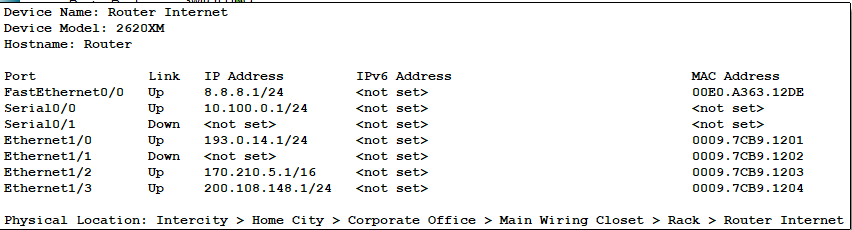 Device Name: Router Internet
Device Model: 2620XM
Hostname: Router
Port Link IP Address IPv6 Address MAC Address
FastEthernet0/0 Up 8.8.8.1/24 <not set> 00E0.A363.12DE
Serial0/0 Up 10.100.0.1/24 <not set> <not set>
Serial0/1 Down <not set> <not set> <not set>
Ethernet1/0 Up 193.0.14.1/24 <not set> 0009.7CB9.1201
Ethernet1/1 Down <not set> <not set> 0009.7CB9.1202
Ethernet1/2 Up 170.210.5.1/16 <not set> 0009.7CB9.1203
Ethernet1/3 Up 200.108.148.1/24 <not set> 0009.7CB9.1204
Physical Location: Intercity > Home City > Corporate Office > Main Wiring Closet > Rack > Router Internet